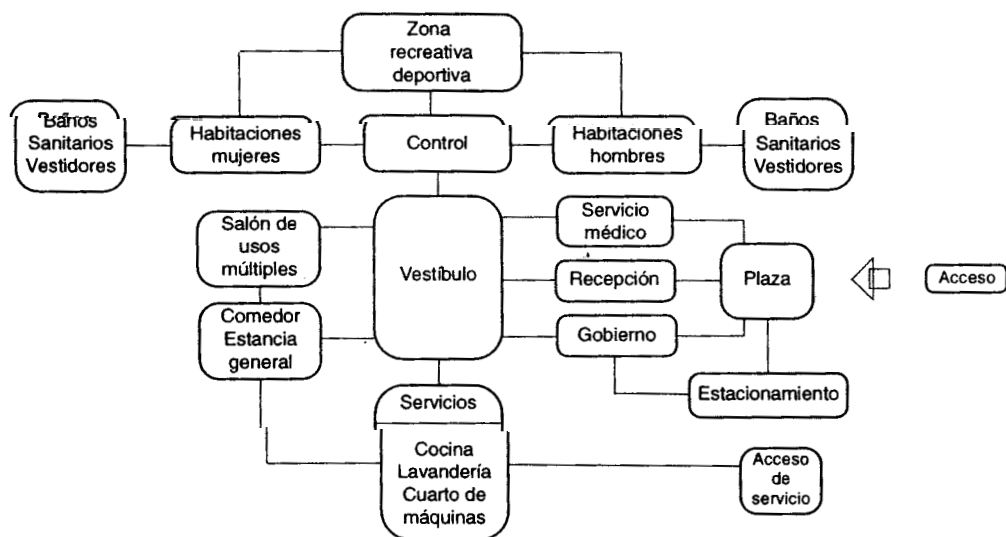 Zona
recreativa
deportiva
Baños
Sanitarios
Vestidores
Habitaciones
mujeres
Control
Habitaciones
hombres
Baños
Sanitarios
Vestidores
Salón de
usos
múltiples
Vestíbulo
Servicio
médico
Recepción
Plaza
Acceso
Comedor
Estancia
general
Gobierno
Estacionamiento
Servicios
Cocina
Lavandería
Cuarto de
máquinas
Acceso
de
servicio